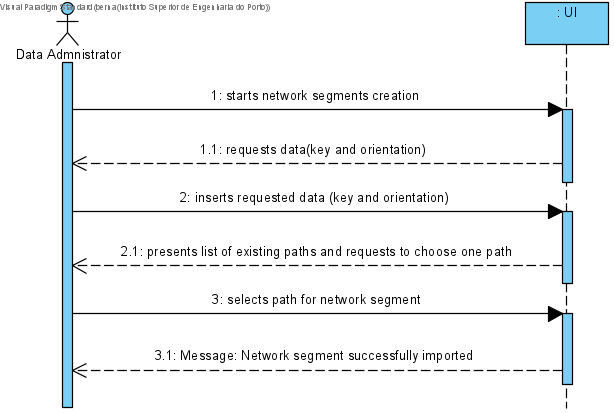 Visual Paradigm Standard(berna(Instituto Superior de Engenharia do Porto))
: UI
Data Admnistrator
1: starts network segments creation
1.1: requests data(key and orientation)
2: inserts requested data (key and orientation)
2.1: presents list of existing paths and requests to choose one path
3: selects path for network segment
3.1: Message: Network segment successfully imported